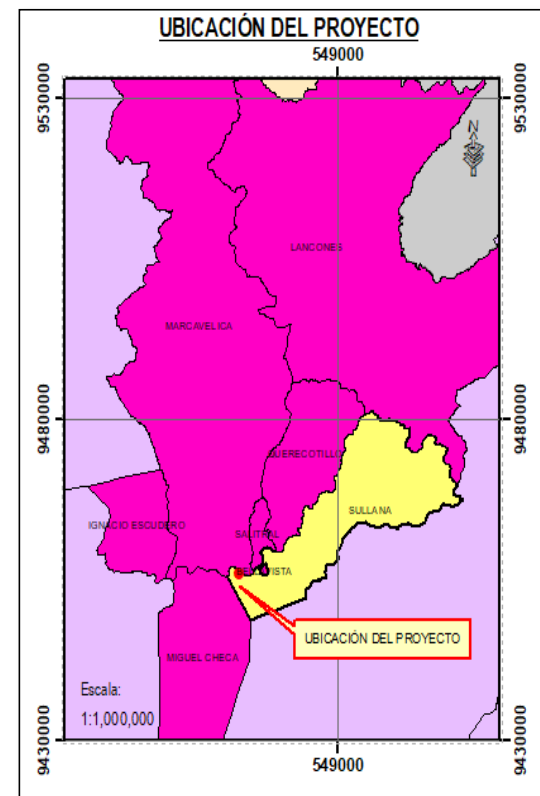 UBICACIÓN DEL PROYECTO
549000
9530000
9530000
N
LANCONES
MARCAVELICA
9480000
9480000
QUERECOTILLO
SULLANA
IGNACIO ESCUDERO
SALITRAL
BELLAVISTA
UBICACIÓN DEL PROYECTO
MIGUEL CHECA
Escala:
1:1,000,000
9430000
9430000
549000